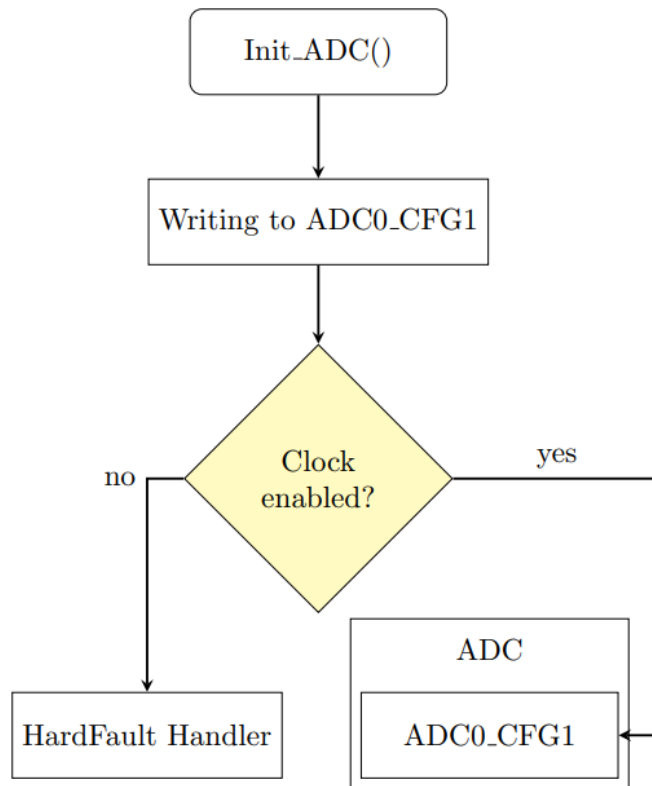 Init_ADC()
Writing to ADC0_CFG1
Clock
enabled?
no
yes
HardFault Handler
ADC
ADC0_CFG1